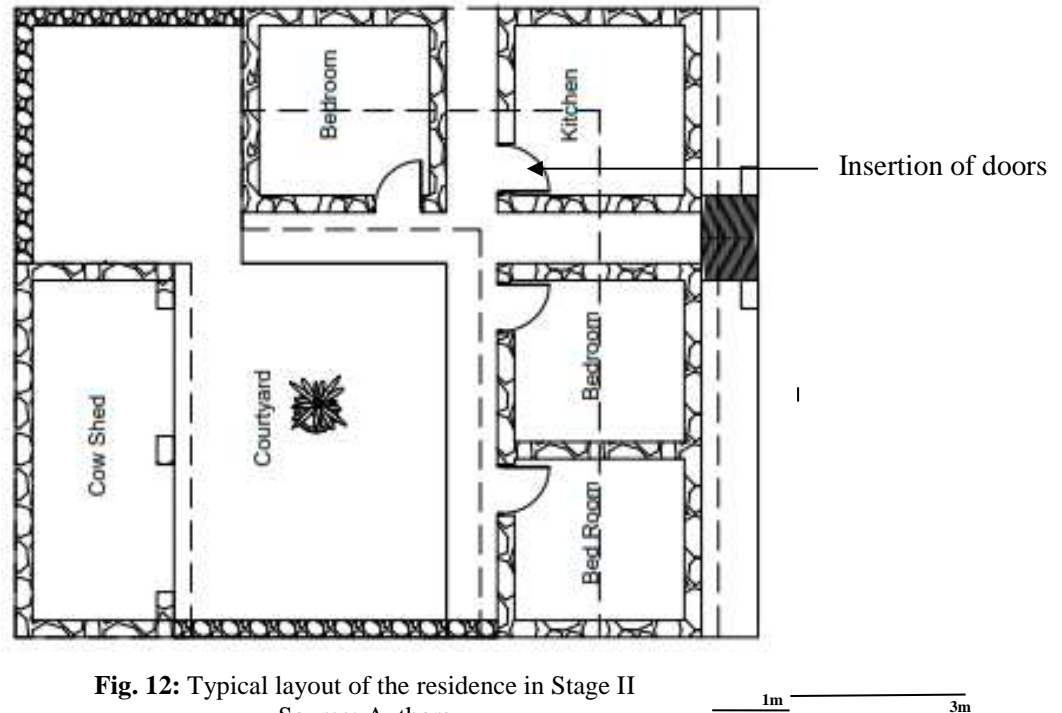 Bedroom
Kitchen
Insertion of doors
Cow Shed
Courtyard
Bedroom
Bed Room
Fig. 12: Typical layout of the residence in Stage II
1m
3m